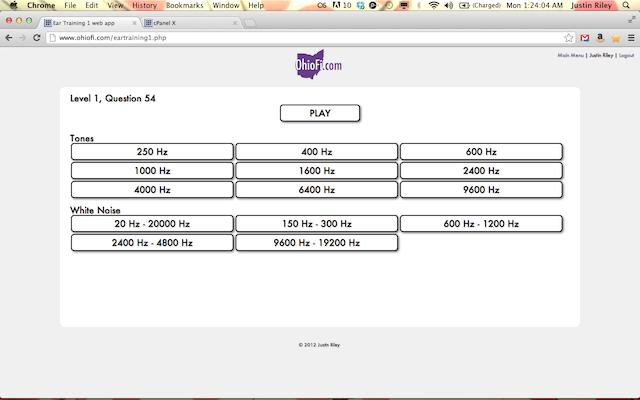 Chrome File Edit View History Bookmarks Window Help 10 (Charged) Mon 1:24:04 AM Justin Riley
Ear Training 1 web app cPanel X
www.ohiofi.com/eartraining1.php
OhioFi.com
Main Menu | Justin Riley | Logout
Level 1, Question 54
PLAY
Tones
250 Hz 400 Hz 600 Hz
1000 Hz 1600 Hz 2400 Hz
4000 Hz 6400 Hz 9600 Hz
White Noise
20 Hz - 20000 Hz 150 Hz - 300 Hz 600 Hz - 1200 Hz
2400 Hz - 4800 Hz 9600 Hz - 19200 Hz
© 2012 Justin Riley